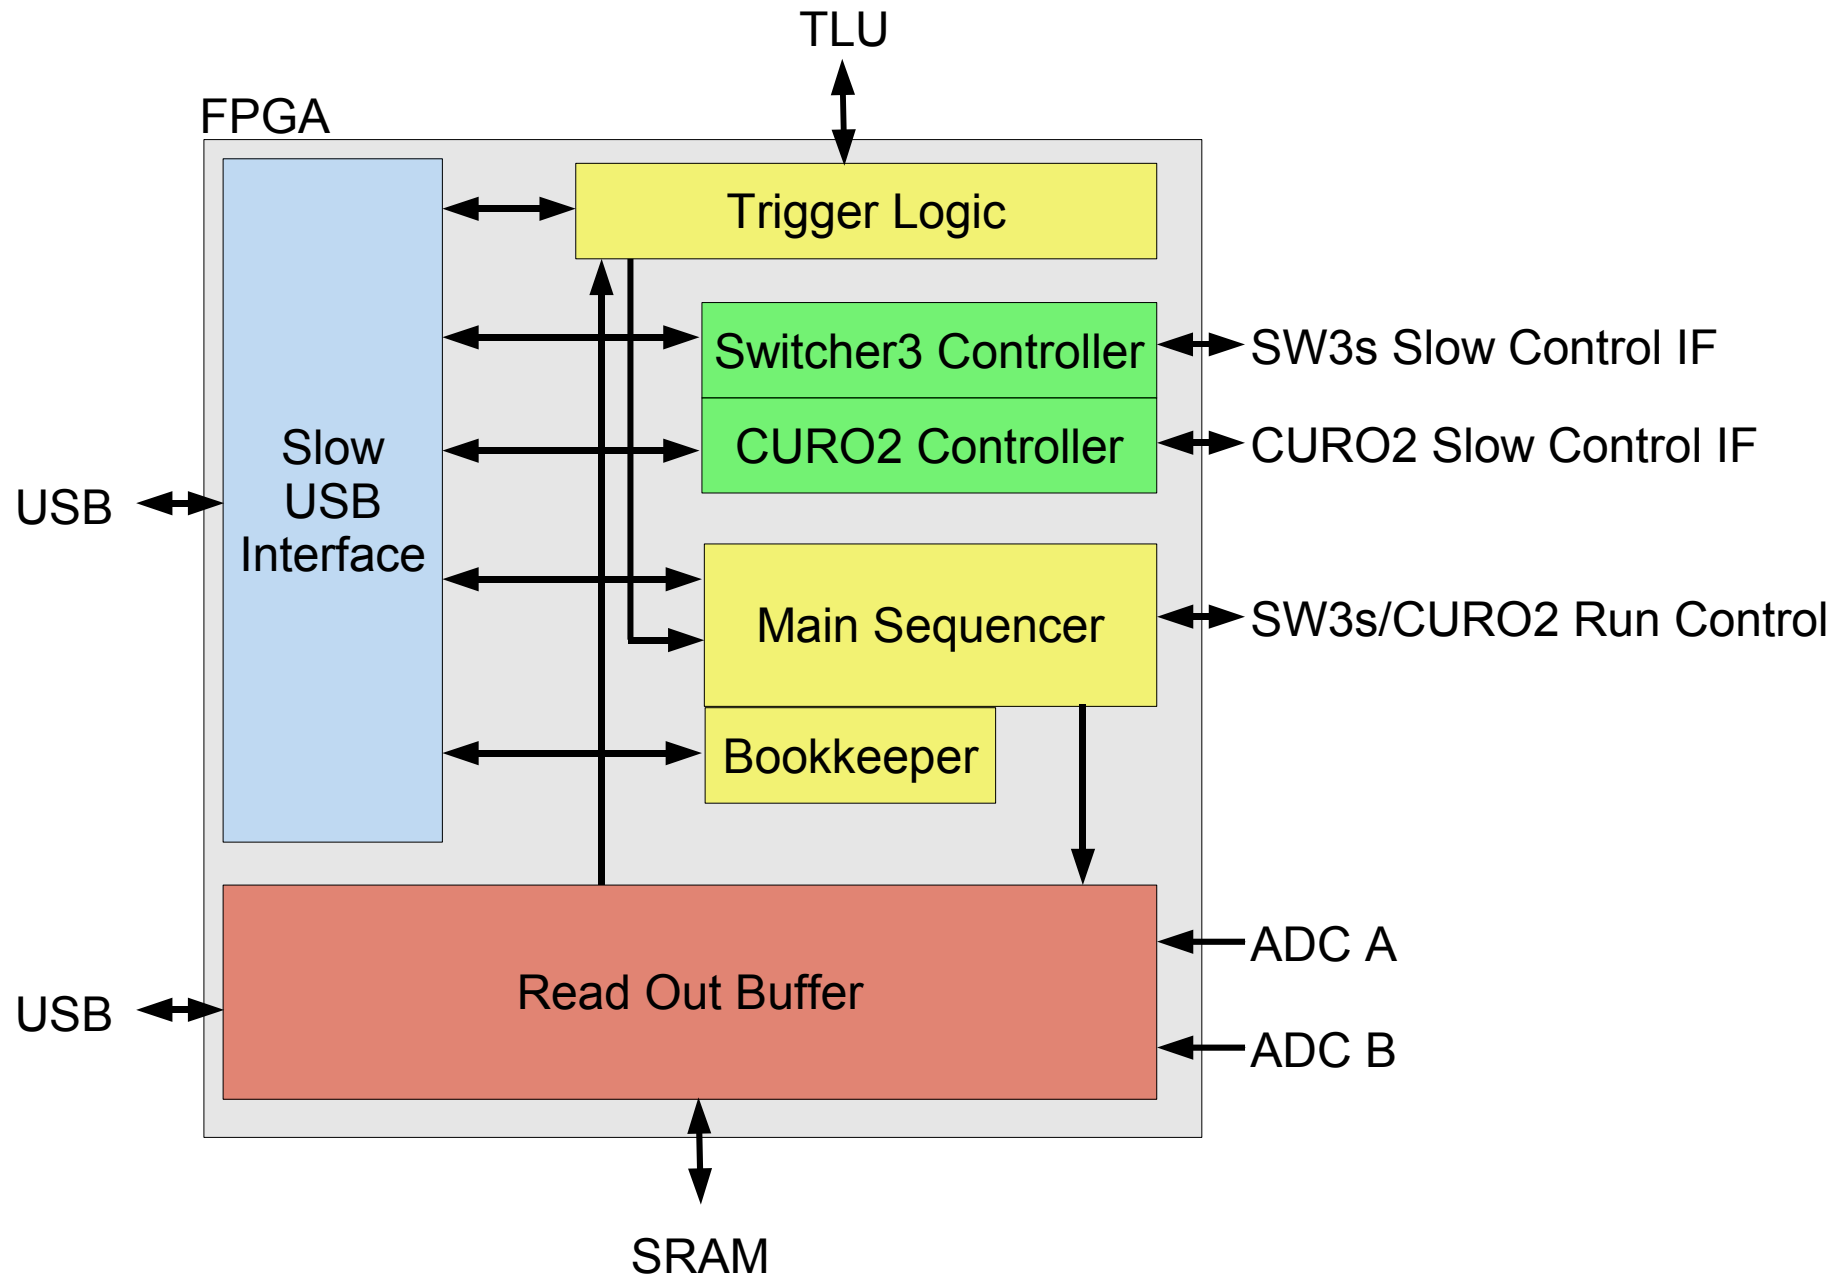 TLU
FPGA
Trigger Logic
Switcher3 Controller
SW3s Slow Control IF
CURO2 Controller
CURO2 Slow Control IF
Slow
USB
Interface
USB
Main Sequencer
SW3s/CURO2 Run Control
Bookkeeper
Read Out Buffer
ADC A
ADC B
USB
SRAM